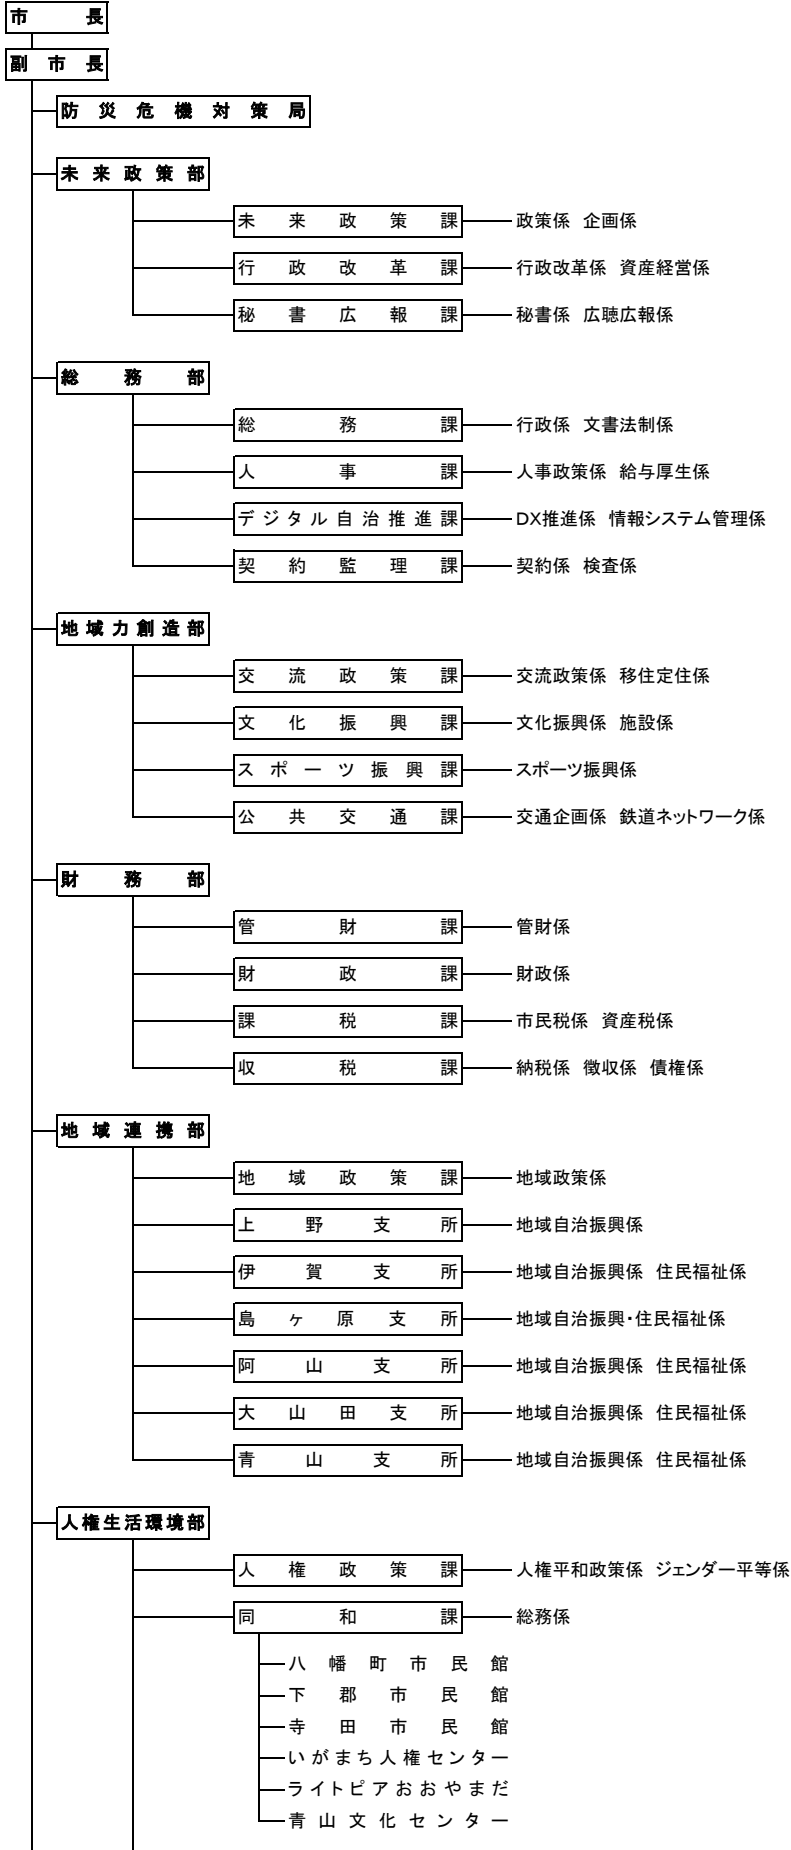 市長
副市長
防災危機対策局
未来政策部
未来政策課 政策係 企画係
行政改革課 行政改革係 資産経営係
秘書広報課 秘書係 広聴広報係
総務部
総務課 行政係 文書法制係
人事課 人事政策係 給与厚生係
デジタル自治推進課 DX推進係 情報システム管理係
契約監理課 契約係 検査係
地域力創造部
交流政策課 交流政策係 移住定住係
文化振興課 文化振興係 施設係
スポーツ振興課 スポーツ振興係
公共交通課 交通企画係 鉄道ネットワーク係
財務部
管財課 管財係
財政課 財政係
課税課 市民税係 資産税係
収税課 納税係 徴収係 債権係
地域連携部
地域政策課 地域政策係
上野支所 地域自治振興係
伊賀支所 地域自治振興係 住民福祉係
島ヶ原支所 地域自治振興・住民福祉係
阿山支所 地域自治振興係 住民福祉係
大山田支所 地域自治振興係 住民福祉係
青山支所 地域自治振興係 住民福祉係
人権生活環境部
人権政策課 人権平和政策係 ジェンダー平等係
同和課 総務係
八幡町市民館
下郡市民館
寺田市民館
いがまち人権センター
ライトピアおおやまだ
青山文化センター